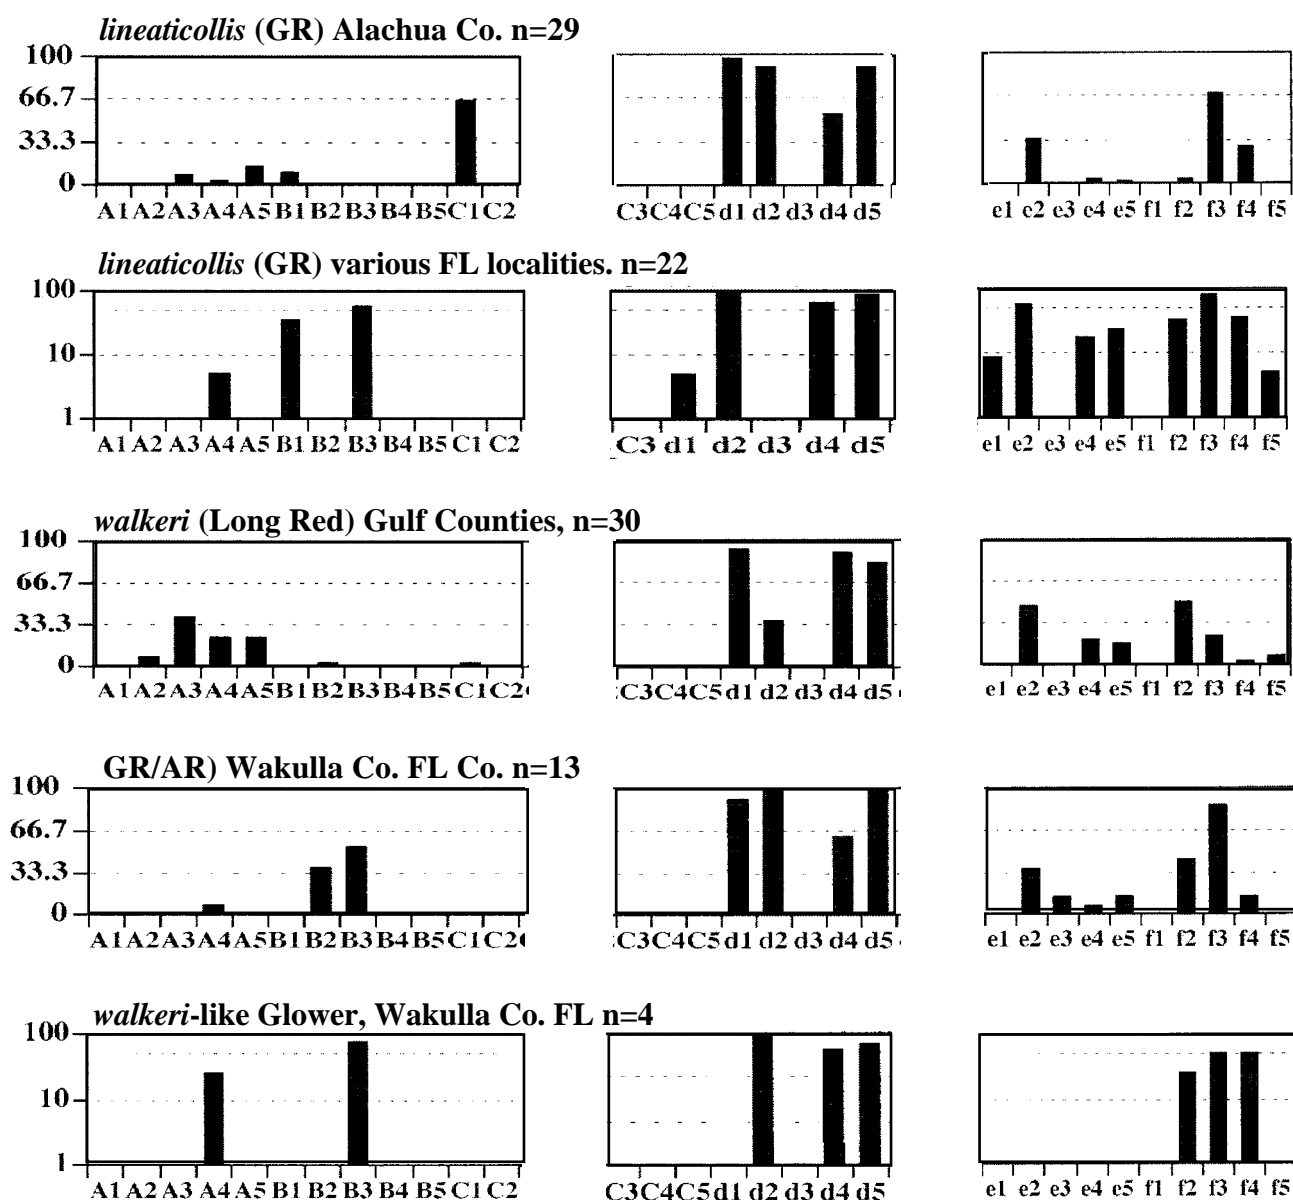 lineaticollis (GR) Alachua Co. n=29
100
66.7
33.3
0
A1 A2 A3 A4 A5 B1 B2 B3 B4 B5 C1 C2
C3 C4 C5 d1 d2 d3 d4 d5
e1 e2 e3 e4 e5 f1 f2 f3 f4 f5
lineaticollis (GR) various FL localities. n=22
100
10
1
A1 A2 A3 A4 A5 B1 B2 B3 B4 B5 C1 C2
C3 d1 d2 d3 d4 d5
e1 e2 e3 e4 e5 f1 f2 f3 f4 f5
walkeri (Long Red) Gulf Counties, n=30
100
66.7
33.3
0
A1 A2 A3 A4 A5 B1 B2 B3 B4 B5 C1 C2
C3 C4 C5 d1 d2 d3 d4 d5
e1 e2 e3 e4 e5 f1 f2 f3 f4 f5
GR/AR) Wakulla Co. FL Co. n=13
100
66.7
33.3
0
A1 A2 A3 A4 A5 B1 B2 B3 B4 B5 C1 C2
C3 C4 C5 d1 d2 d3 d4 d5
e1 e2 e3 e4 e5 f1 f2 f3 f4 f5
walkeri-like Glower, Wakulla Co. FL n=4
100
10
1
A1 A2 A3 A4 A5 B1 B2 B3 B4 B5 C1 C2
C3 C4 C5 d1 d2 d3 d4 d5
e1 e2 e3 e4 e5 f1 f2 f3 f4 f5